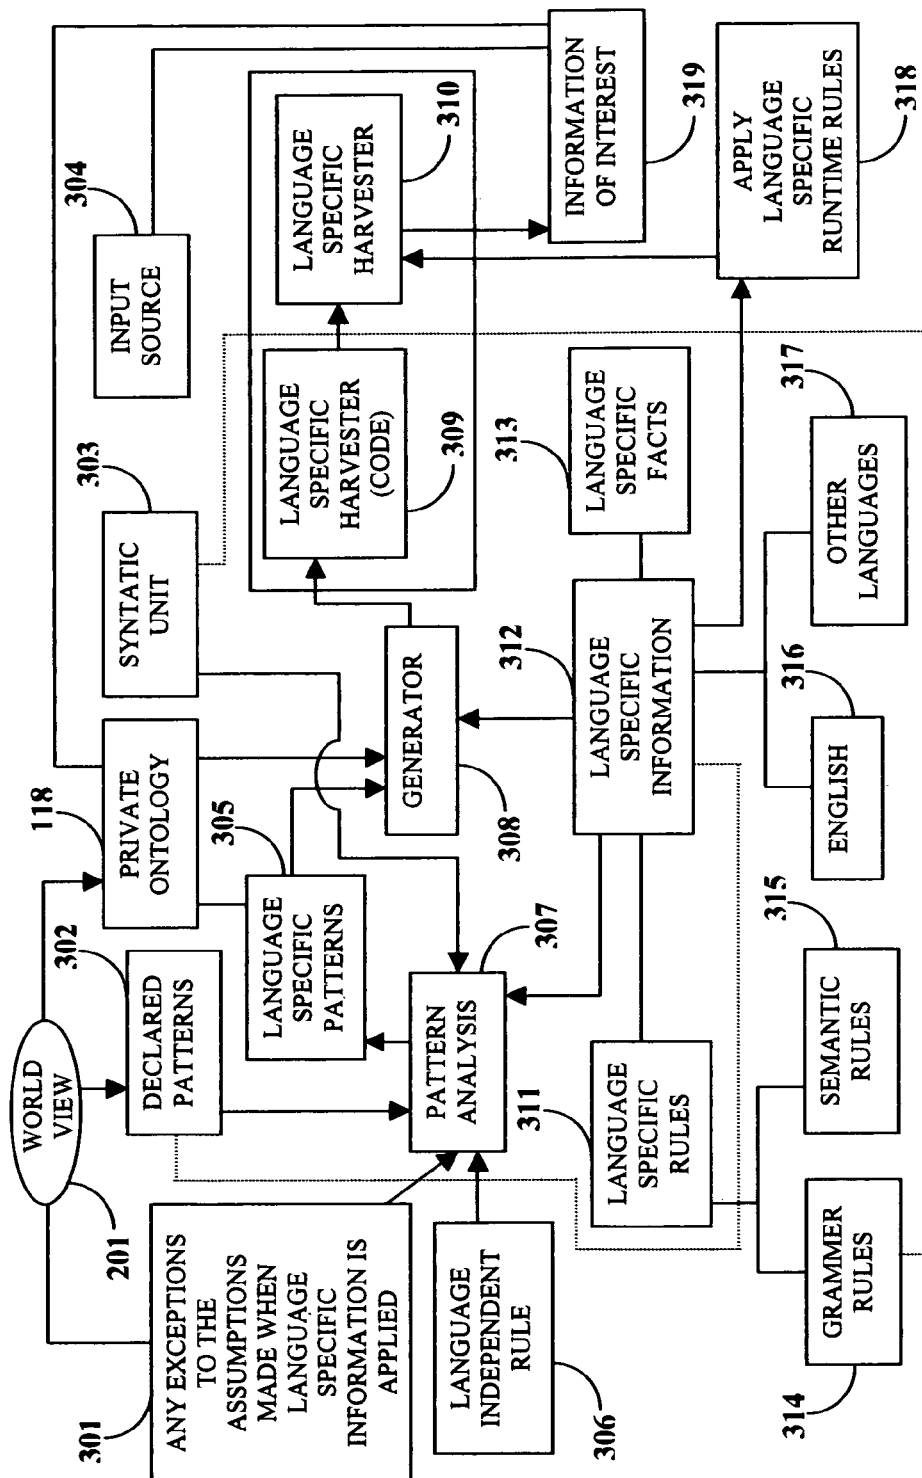 WORLD
VIEW
201
ANY EXCEPTIONS
TO THE
ASSUMPTIONS
MADE WHEN
LANGUAGE
SPECIFIC
INFORMATION IS
APPLIED
301
DECLARED
PATTERNS
302
PRIVATE
ONTOLOGY
118
SYNTATIC
UNIT
303
INPUT
SOURCE
304
LANGUAGE
SPECIFIC
PATTERNS
305
LANGUAGE
SPECIFIC
HARVESTER
(CODE)
309
LANGUAGE
SPECIFIC
HARVESTER
310
LANGUAGE
INDEPENDENT
RULE
306
PATTERN
ANALYSIS
307
GENERATOR
308
INFORMATION
OF INTEREST
319
LANGUAGE
SPECIFIC
RULES
311
LANGUAGE
SPECIFIC
INFORMATION
312
LANGUAGE
SPECIFIC
FACTS
313
APPLY
LANGUAGE
SPECIFIC
RUNTIME RULES
318
GRAMMER
RULES
314
SEMANTIC
RULES
315
ENGLISH
316
OTHER
LANGUAGES
317